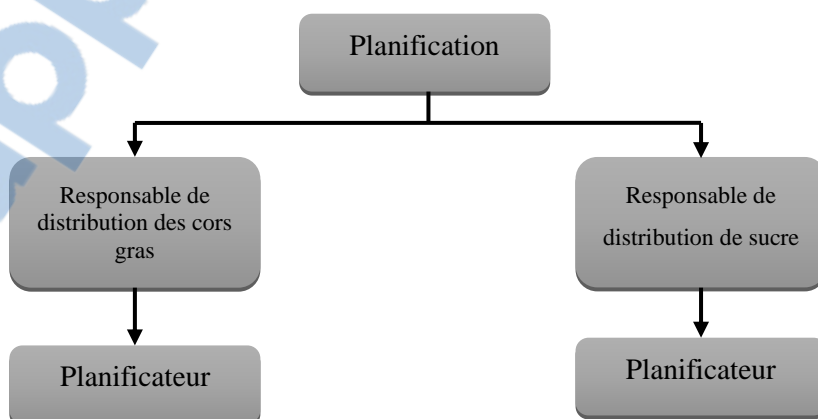 Planification
Responsable de
distribution des cors
gras
Responsable de
distribution de sucre
Planificateur
Planificateur